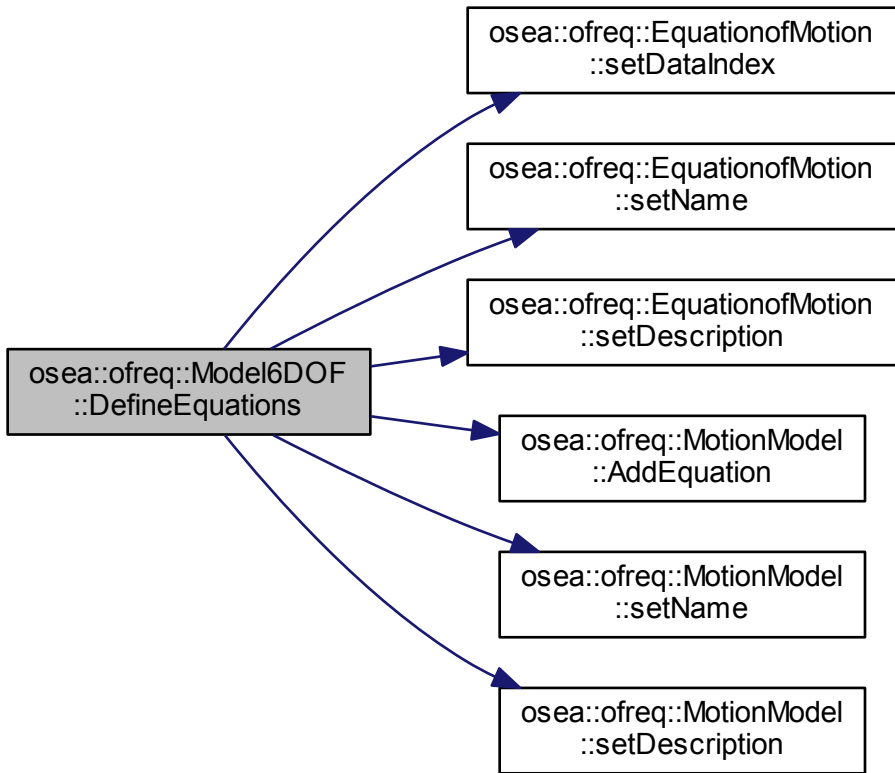 osea::ofreq::EquationofMotion
::setDataIndex
osea::ofreq::EquationofMotion
::setName
osea::ofreq::EquationofMotion
::setDescription
osea::ofreq::Model6DOF
::DefineEquations
osea::ofreq::MotionModel
::AddEquation
osea::ofreq::MotionModel
::setName
osea::ofreq::MotionModel
::setDescription